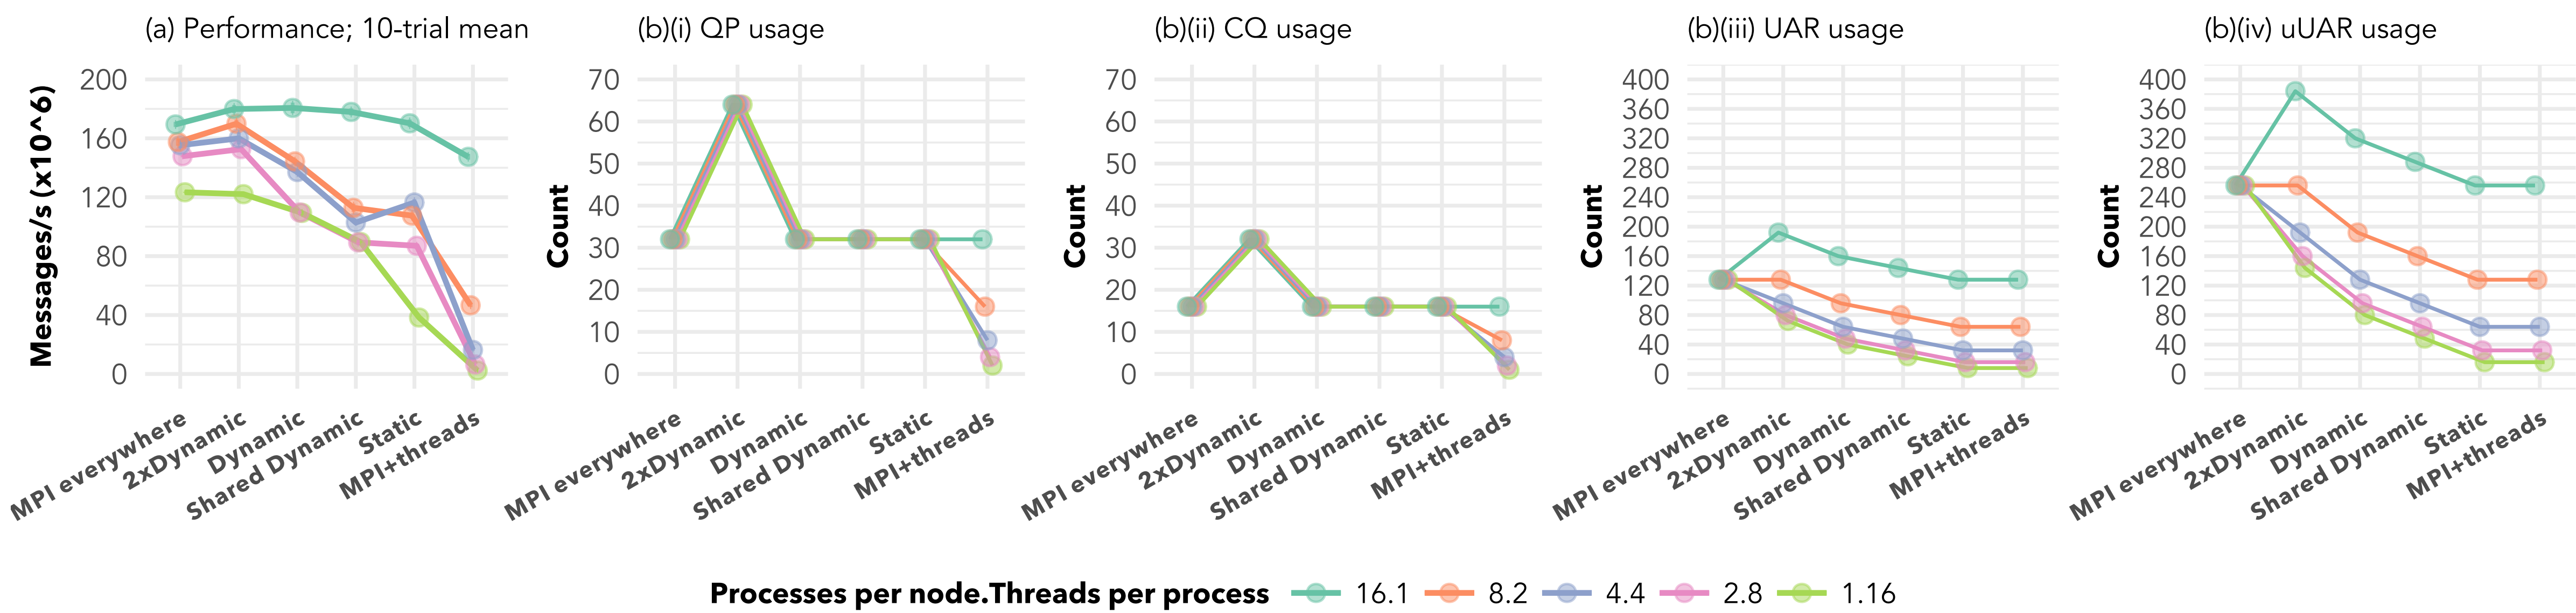 (a) Performance; 10-trial mean
Messages/s (x10^6)
200
160
120
80
40
0
MPI everywhere
2xDynamic
Dynamic
Shared Dynamic
Static
MPI+threads
(b)(i) QP usage
Count
70
60
50
40
30
20
10
0
MPI everywhere
2xDynamic
Dynamic
Shared Dynamic
Static
MPI+threads
(b)(ii) CQ usage
Count
70
60
50
40
30
20
10
0
MPI everywhere
2xDynamic
Dynamic
Shared Dynamic
Static
MPI+threads
(b)(iii) UAR usage
Count
400
360
320
280
240
200
160
120
80
40
0
MPI everywhere
2xDynamic
Dynamic
Shared Dynamic
Static
MPI+threads
(b)(iv) uUAR usage
Count
400
360
320
280
240
200
160
120
80
40
0
MPI everywhere
2xDynamic
Dynamic
Shared Dynamic
Static
MPI+threads
Processes per node.Threads per process 16.1 8.2 4.4 2.8 1.16